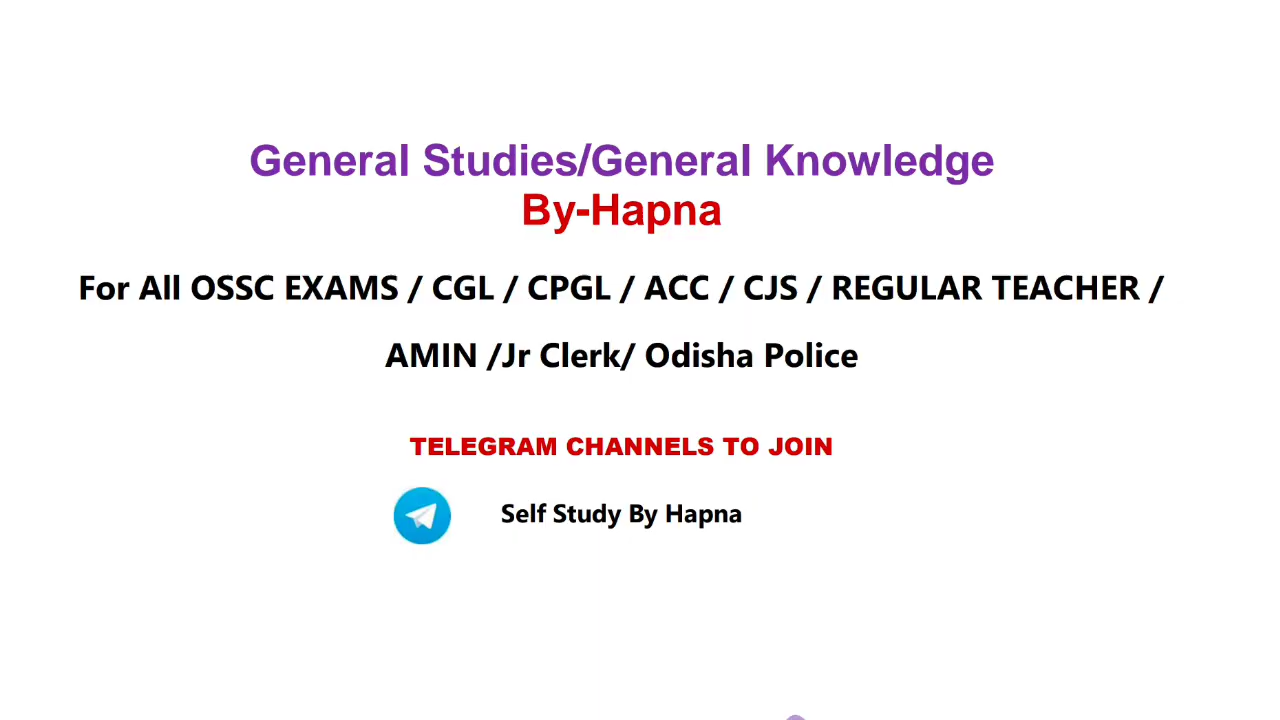 General Studies/General Knowledge
By-Hapna
For All OSSC EXAMS / CGL / CPGL / ACC / CJS / REGULAR TEACHER /
AMIN /Jr Clerk/ Odisha Police
TELEGRAM CHANNELS TO JOIN
Self Study By Hapna